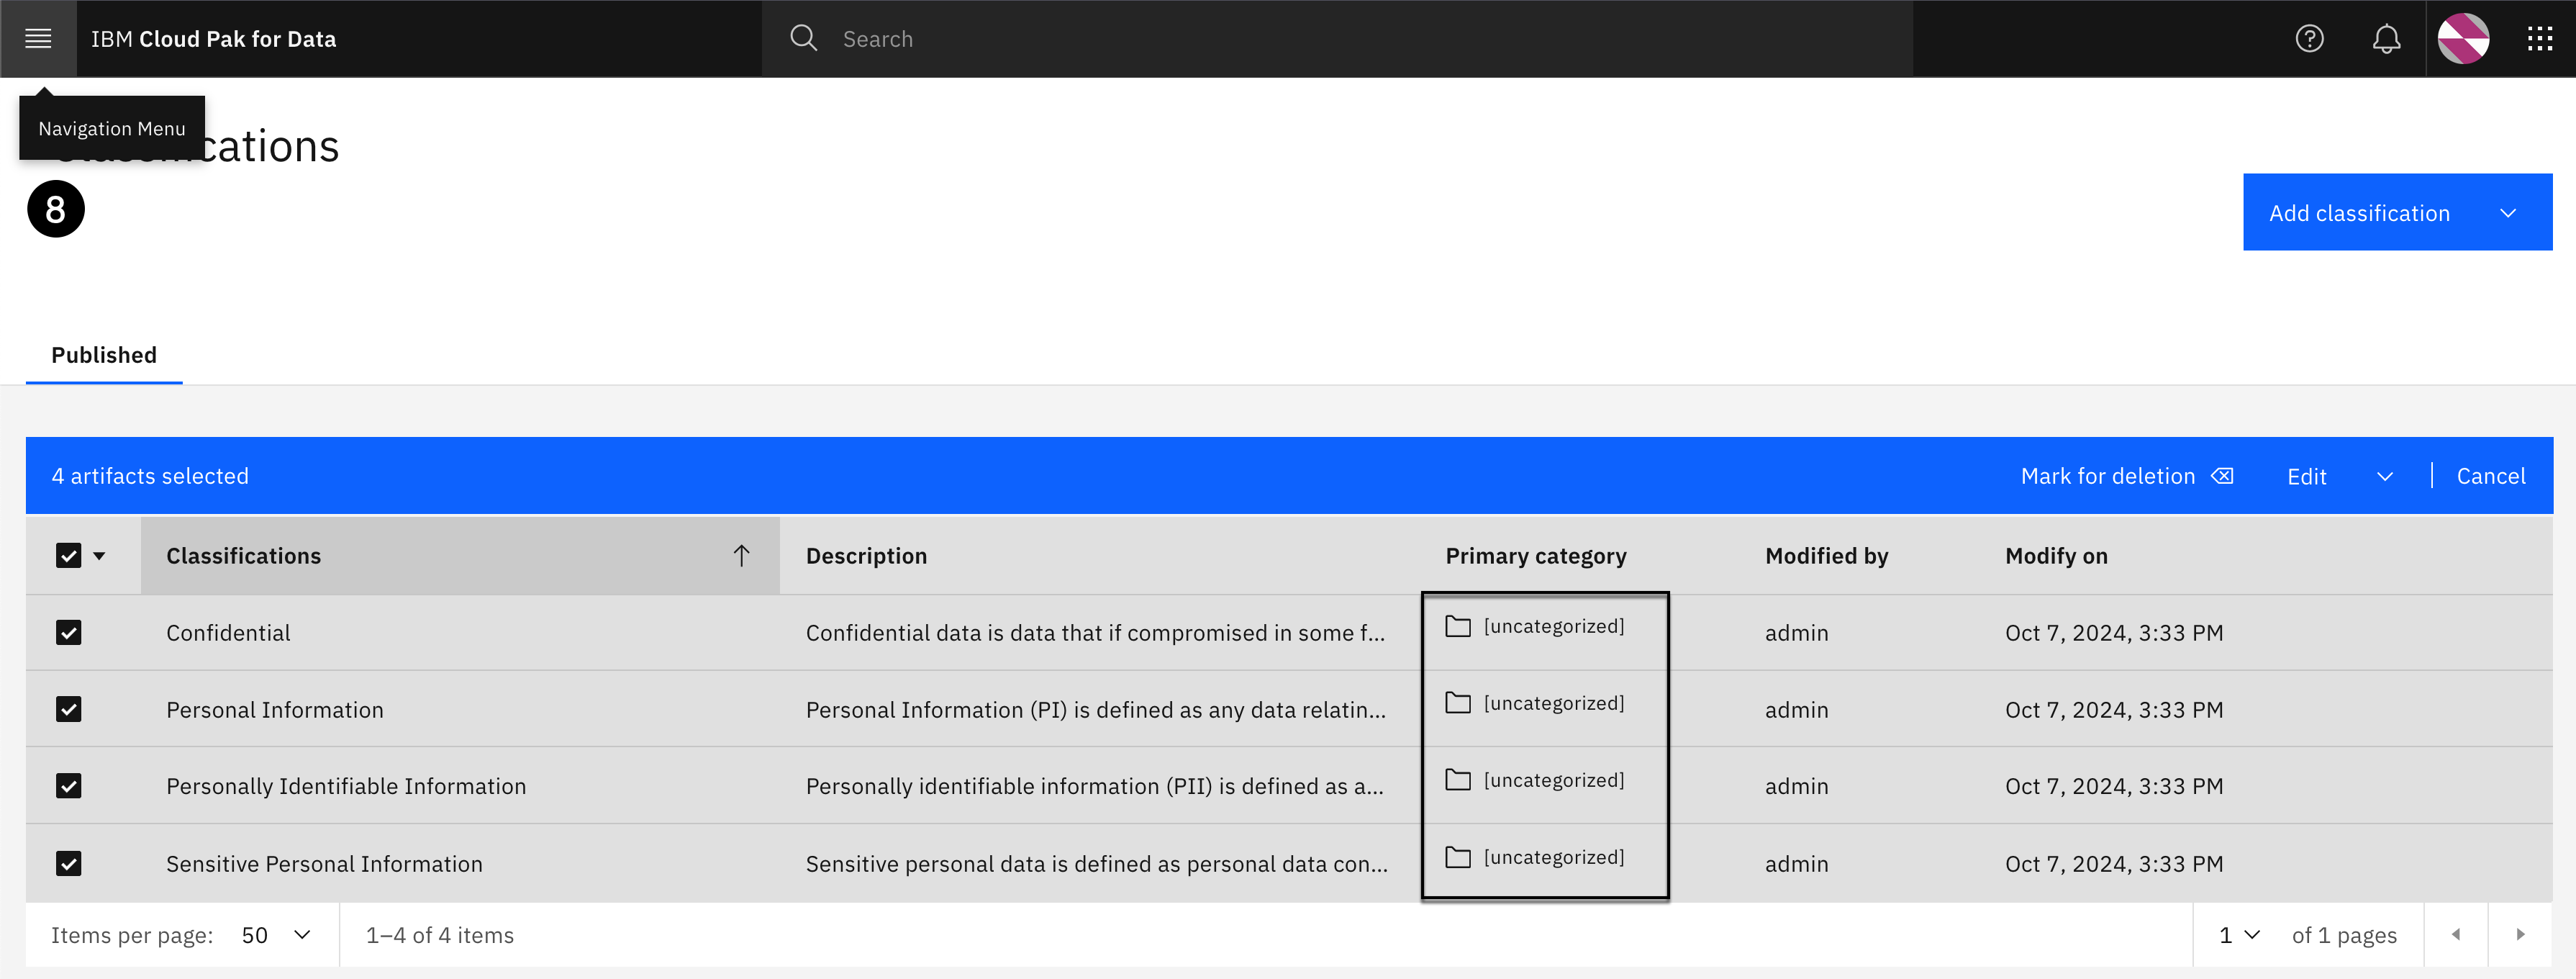 IBM Cloud Pak for Data
Search
Navigation Menu
Classifications
8
Add classification
Published
4 artifacts selected
Mark for deletion
Edit
Cancel
Classifications
Description
Primary category
Modified by
Modify on
Confidential
Confidential data is data that if compromised in some f...
[uncategorized]
admin
Oct 7, 2024, 3:33 PM
Personal Information
Personal Information (PI) is defined as any data relatin...
[uncategorized]
admin
Oct 7, 2024, 3:33 PM
Personally Identifiable Information
Personally identifiable information (PII) is defined as a...
[uncategorized]
admin
Oct 7, 2024, 3:33 PM
Sensitive Personal Information
Sensitive personal data is defined as personal data con...
[uncategorized]
admin
Oct 7, 2024, 3:33 PM
Items per page: 50
1–4 of 4 items
1
of 1 pages